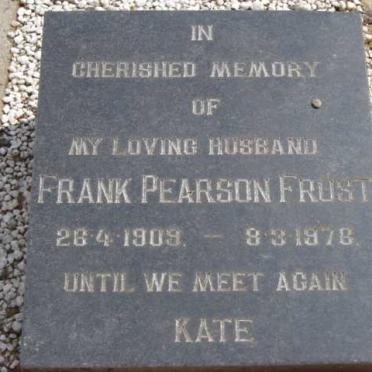 IN
CHERISHED MEMORY
OF
MY LOVING HUSBAND
FRANK PEARSON FROST
26·4·1909. — 8·3·1978.
UNTIL WE MEET AGAIN
KATE